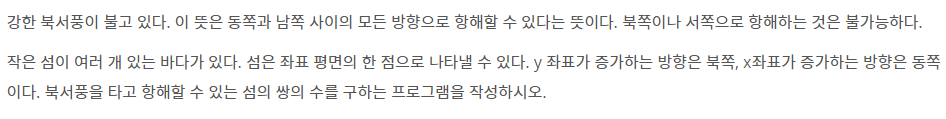 강한 북서풍이 불고 있다. 이 뜻은 동쪽과 남쪽 사이의 모든 방향으로 항해할 수 있다는 뜻이다. 북쪽이나 서쪽으로 항해하는 것은 불가능하다.
작은 섬이 여러 개 있는 바다가 있다. 섬은 좌표 평면의 한 점으로 나타낼 수 있다. y 좌표가 증가하는 방향은 북쪽, x좌표가 증가하는 방향은 동쪽
이다. 북서풍을 타고 항해할 수 있는 섬의 쌍의 수를 구하는 프로그램을 작성하시오.